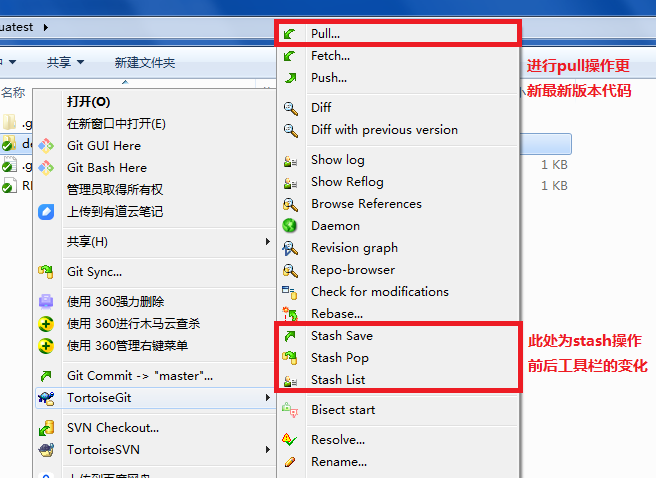 uatest
共享
新建文件夹
名称
打开(O)
在新窗口中打开(E)
Git GUI Here
Git Bash Here
管理员取得所有权
上传到有道云笔记
共享(H)
Git Sync...
使用 360强力删除
使用 360进行木马云查杀
使用 360管理右键菜单
Git Commit -> "master"...
TortoiseGit
SVN Checkout...
TortoiseSVN
上传到百度网盘
Pull...
Fetch...
Push...
Diff
Diff with previous version
Show log
Show Reflog
Browse References
Daemon
Revision graph
Repo-browser
Check for modifications
Rebase...
Stash Save
Stash Pop
Stash List
Bisect start
Resolve...
Rename...
进行pull操作更
新最新版本代码
1 KB
1 KB
此处为stash操作
前后工具栏的变化